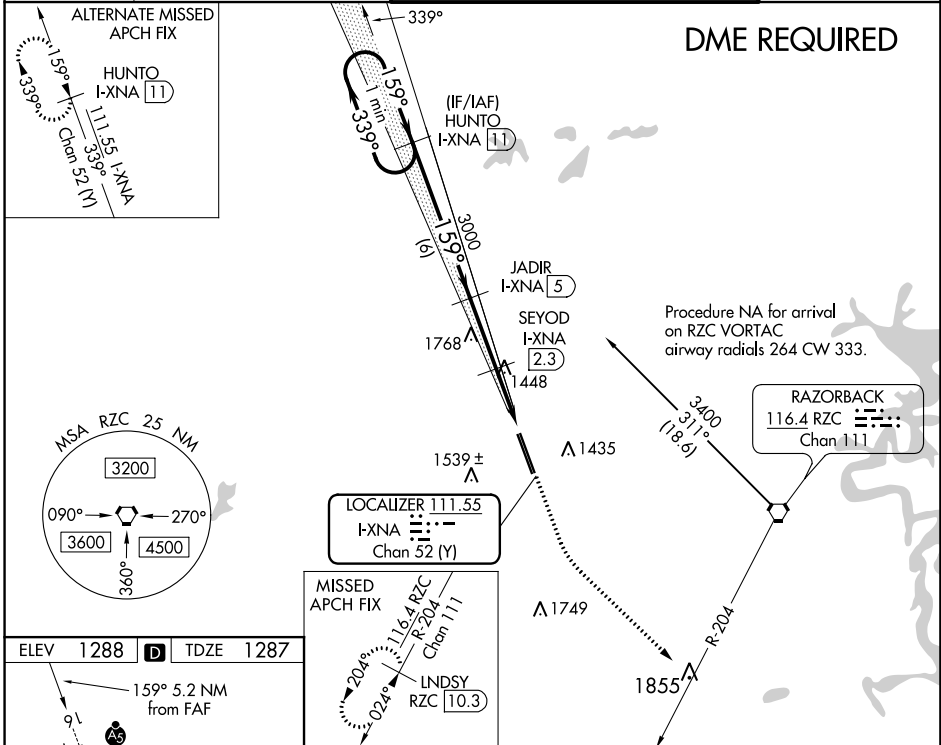 ALTERNATE MISSED
APCH FIX
HUNTO
I-XNA 11
159°
339°
111.55 I-XNA
339°
Chan 52 (Y)
339°
DME REQUIRED
159°
1 min
339°
(IF/IAF)
HUNTO
I-XNA 11
3000
159°
(6)
JADIR
I-XNA 5
SEYOD
I-XNA
2.3
1768
1448
Procedure NA for arrival
on RZC VORTAC
airway radials 264 CW 333.
3400
311°
(18.6)
RAZORBACK
116.4 RZC
Chan 111
MSA RZC 25 NM
3200
090°
270°
3600
4500
360°
1539 ±
1435
LOCALIZER 111.55
I-XNA
Chan 52 (Y)
MISSED
APCH FIX
116.4 RZC
R-204
Chan 111
204°
024°
LNDSY
RZC 10.3
1749
R-204
1855
ELEV 1288 D TDZE 1287
159° 5.2 NM
from FAF
16
A5